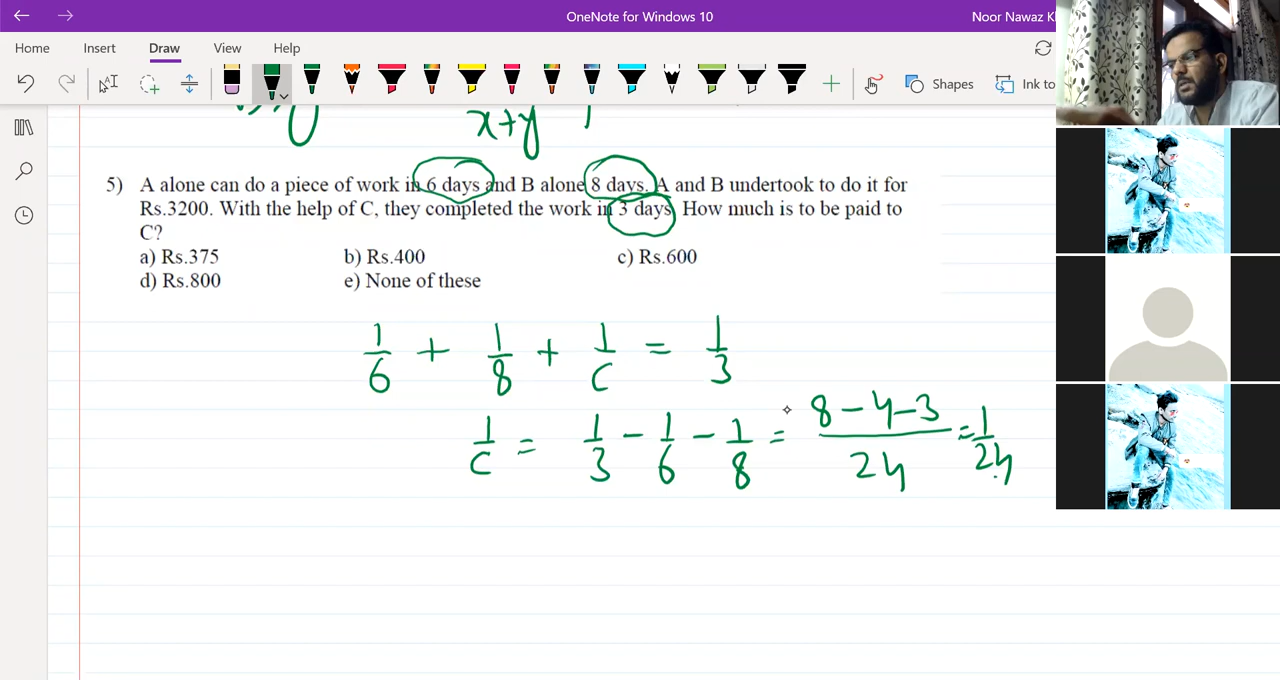 OneNote for Windows 10
Noor Nawaz K
Home Insert Draw View Help
Shapes Ink to
x+y
5) A alone can do a piece of work in 6 days and B alone 8 days. A and B undertook to do it for
Rs.3200. With the help of C, they completed the work in 3 days. How much is to be paid to
C?
a) Rs.375 b) Rs.400 c) Rs.600
d) Rs.800 e) None of these
1/6 + 1/8 + 1/C = 1/3
1/C = 1/3 - 1/6 - 1/8 = 8-4-3/24 = 1/24